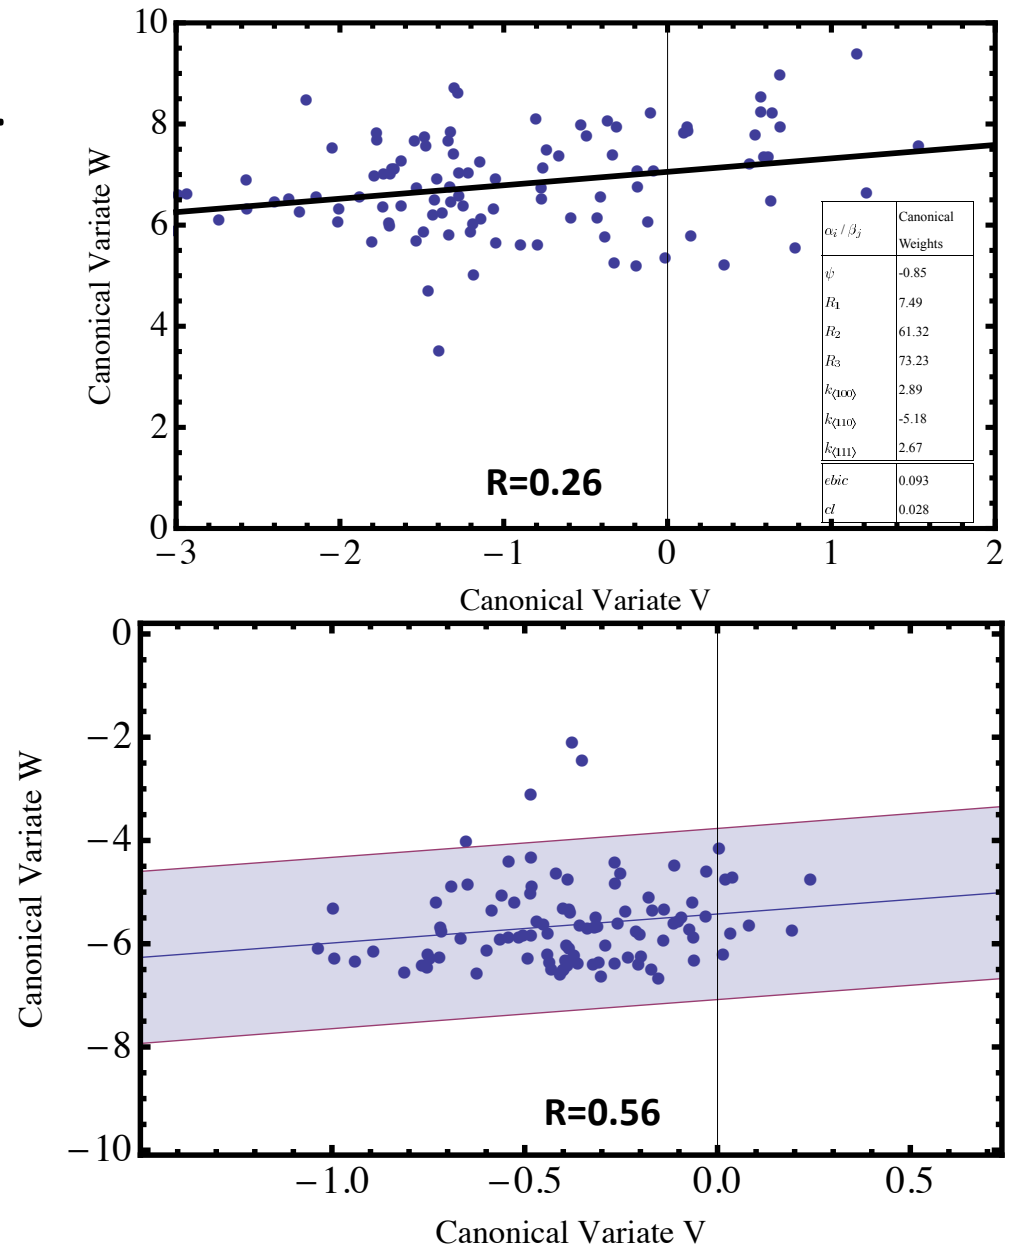 10
8
6
4
2
0
Canonical Variate W
αi / βj Canonical Weights
ψ -0.85
R1 7.49
R2 61.32
R3 73.23
k⟨100⟩ 2.89
k⟨110⟩ -5.18
k⟨111⟩ 2.67
ebic 0.093
cl 0.028
R=0.26
−3 −2 −1 0 1 2
Canonical Variate V
0
−2
−4
−6
−8
−10
Canonical Variate W
R=0.56
−1.0 −0.5 0.0 0.5
Canonical Variate V